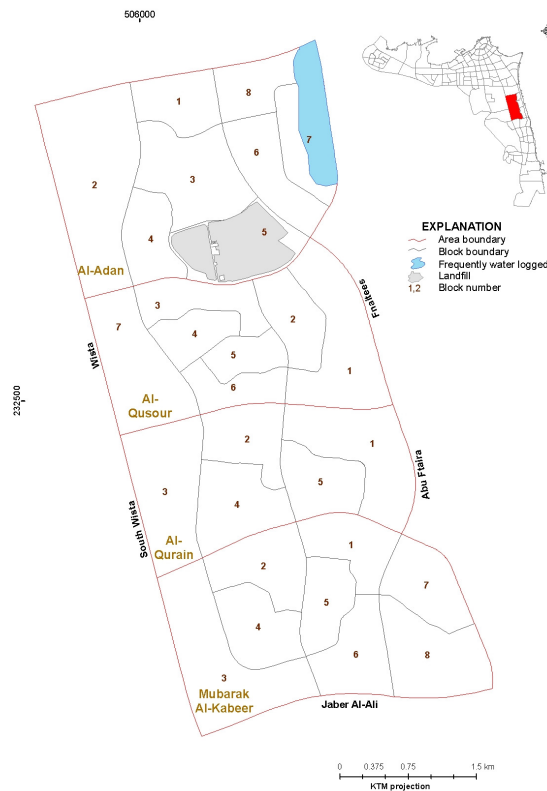 506000
1
8
7
6
2
3
4
5
Al-Adan
EXPLANATION
Area boundary
Block boundary
Frequently water logged
Landfill
1,2 Block number
Fnaitees
3
7
4
2
5
1
6
Wista
Al-
Qusour
232500
2
1
3
5
4
Abu Ftaira
South Wista
Al-
Qurain
1
2
7
5
4
6
8
3
Mubarak
Al-Kabeer
Jaber Al-Ali
0 0.375 0.75 1.5 km
KTM projection